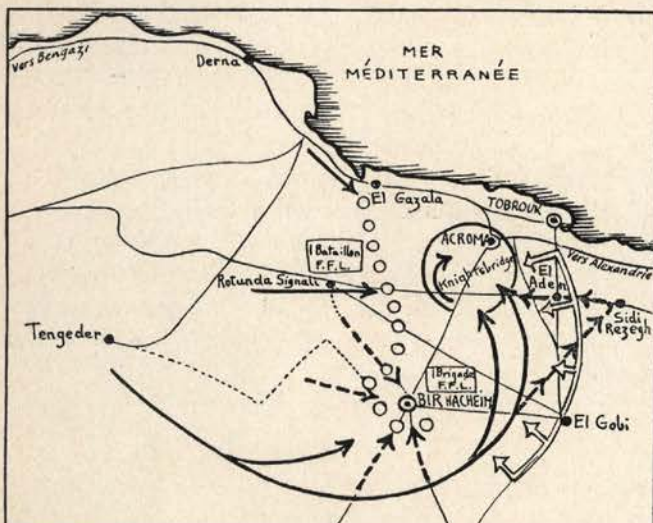 Vers Bengazi
Derna
MER
MÉDITERRANÉE
El Gazala
TOBROUK
ACROMA
Vers Alexandrie
1 Bataillon
F.F.L.
Knightsbridge
El
Adem
Rotunda Signali
Sidi
Rezegh
Tengeder
1 Brigade
F.F.L.
BIR HACHEIM
El Gobi